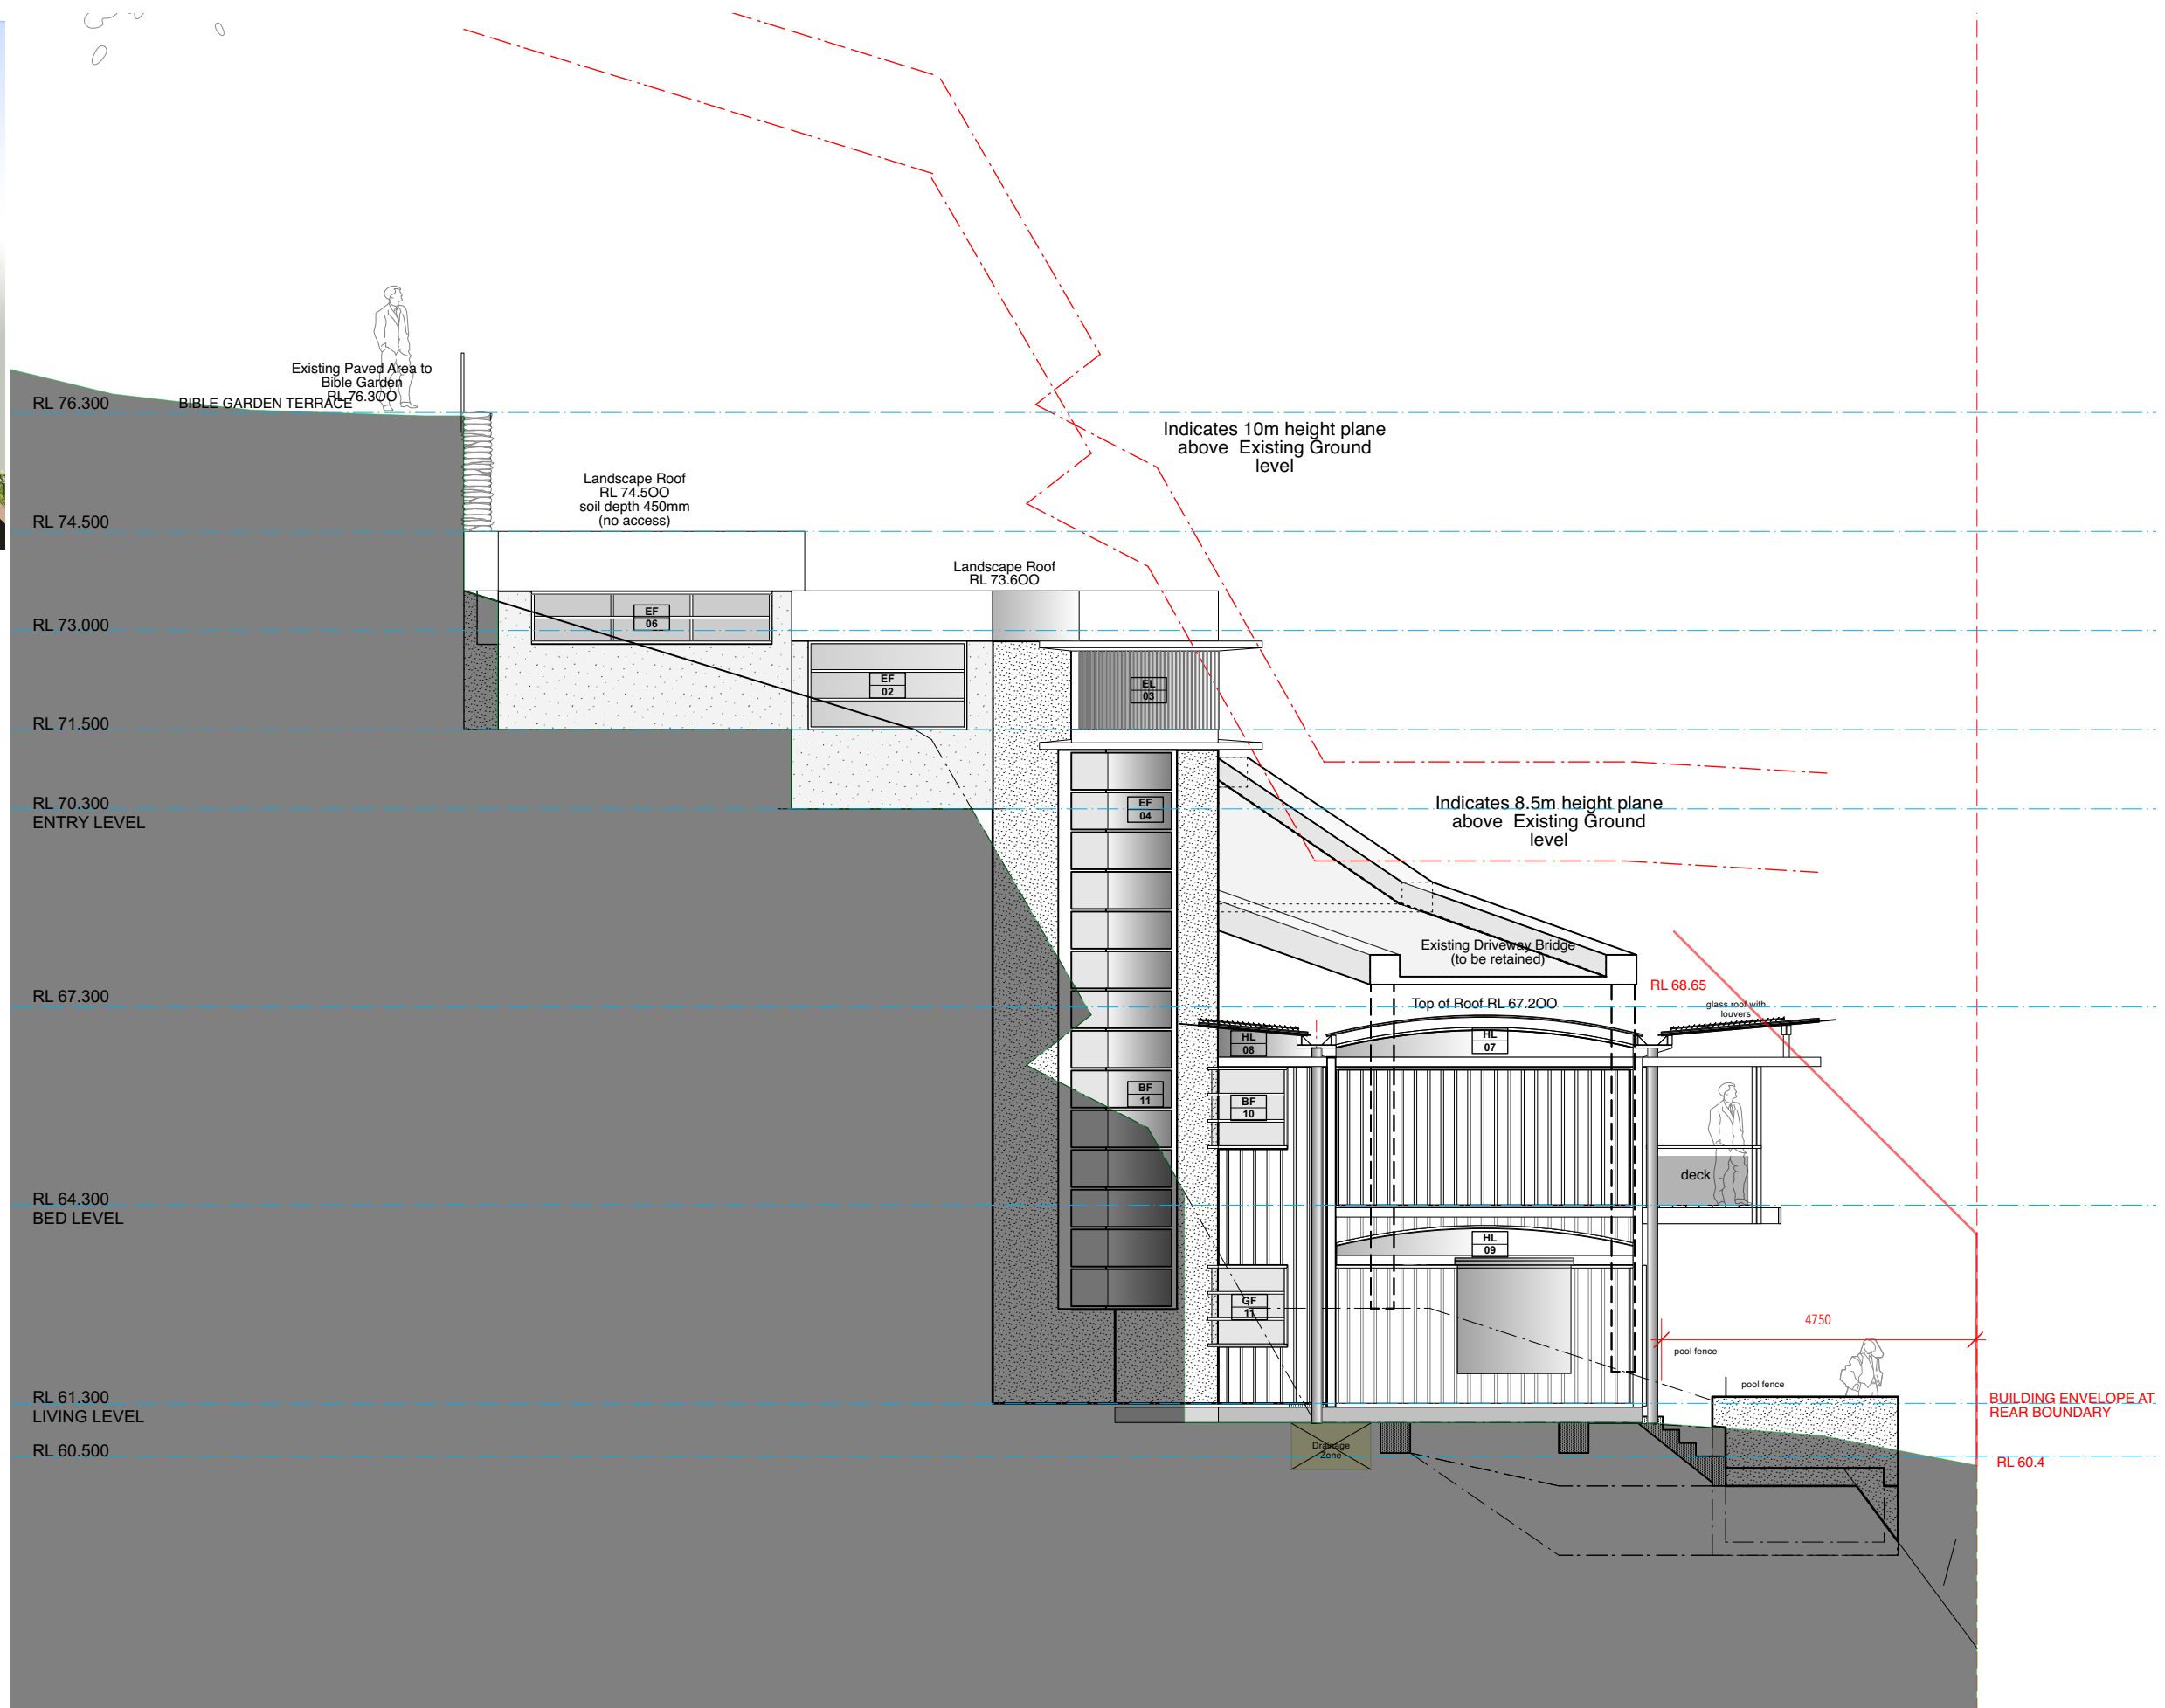 Existing Paved Area to
Bible Garden
RL 76.300
RL 76.300
BIBLE GARDEN TERRACE
Indicates 10m height plane
above Existing Ground
level
Landscape Roof
RL 74.500
soil depth 450mm
(no access)
RL 74.500
Landscape Roof
RL 73.600
EF
06
RL 73.000
EF
02
EL
03
RL 71.500
RL 70.300
ENTRY LEVEL
EF
04
Indicates 8.5m height plane
above Existing Ground
level
Existing Driveway Bridge
(to be retained)
RL 68.65
RL 67.300
Top of Roof RL 67.200
glass roof with
louvers
HL
08
HL
07
BF
11
BF
10
deck
RL 64.300
BED LEVEL
HL
09
GF
11
4750
pool fence
pool fence
RL 61.300
LIVING LEVEL
BUILDING ENVELOPE AT
REAR BOUNDARY
RL 60.500
Drainage
Zone
RL 60.4